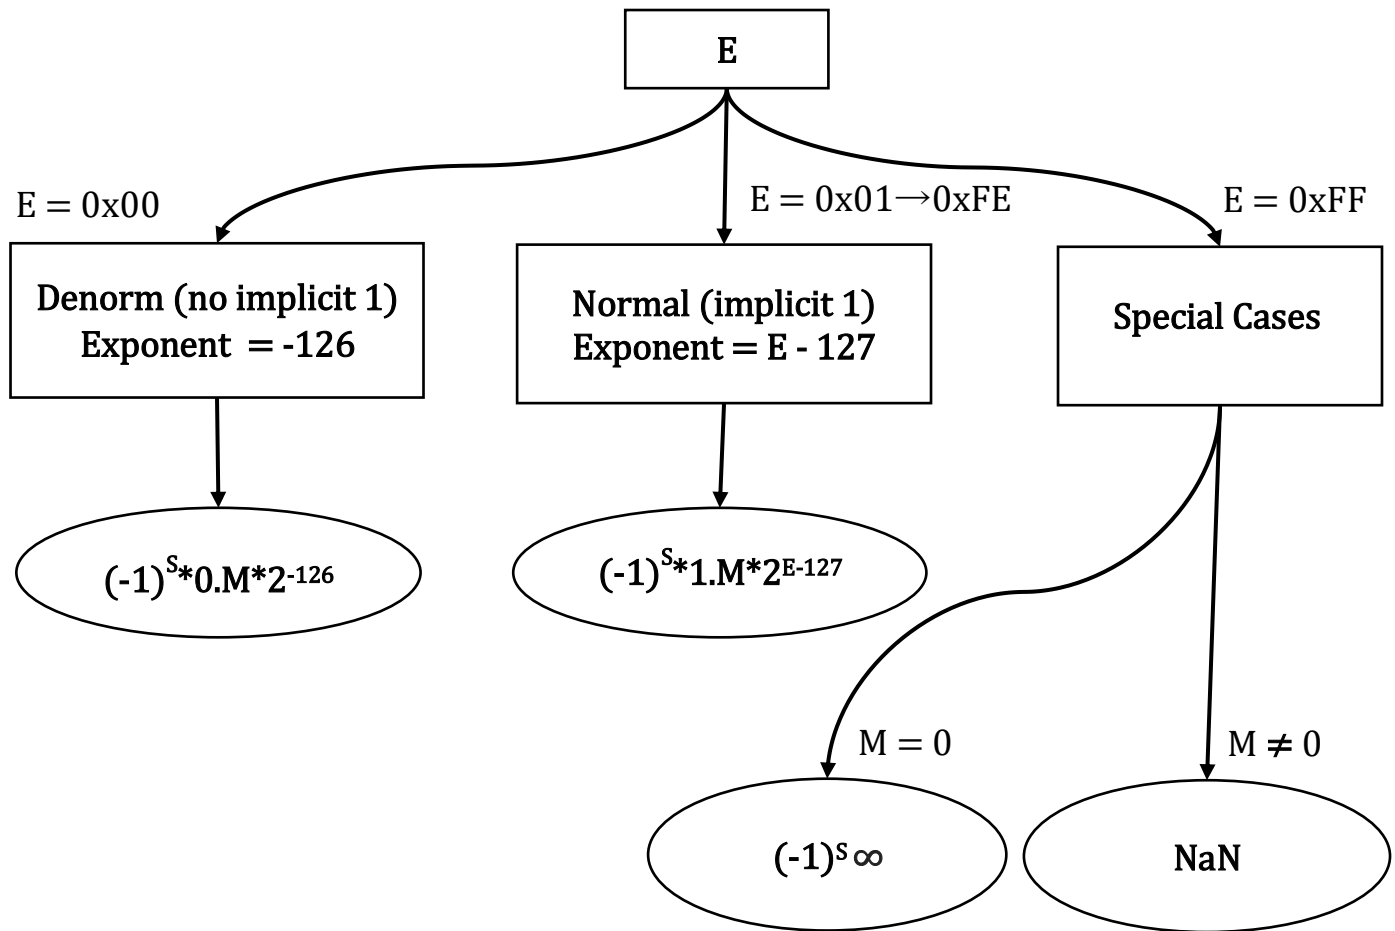 E
E = 0x00
E = 0x01→0xFE
E = 0xFF
Denorm (no implicit 1)
Exponent = -126
Normal (implicit 1)
Exponent = E - 127
Special Cases
(-1)^S*0.M*2^-126
(-1)^S*1.M*2^E-127
M = 0
M ≠ 0
(-1)^S ∞
NaN